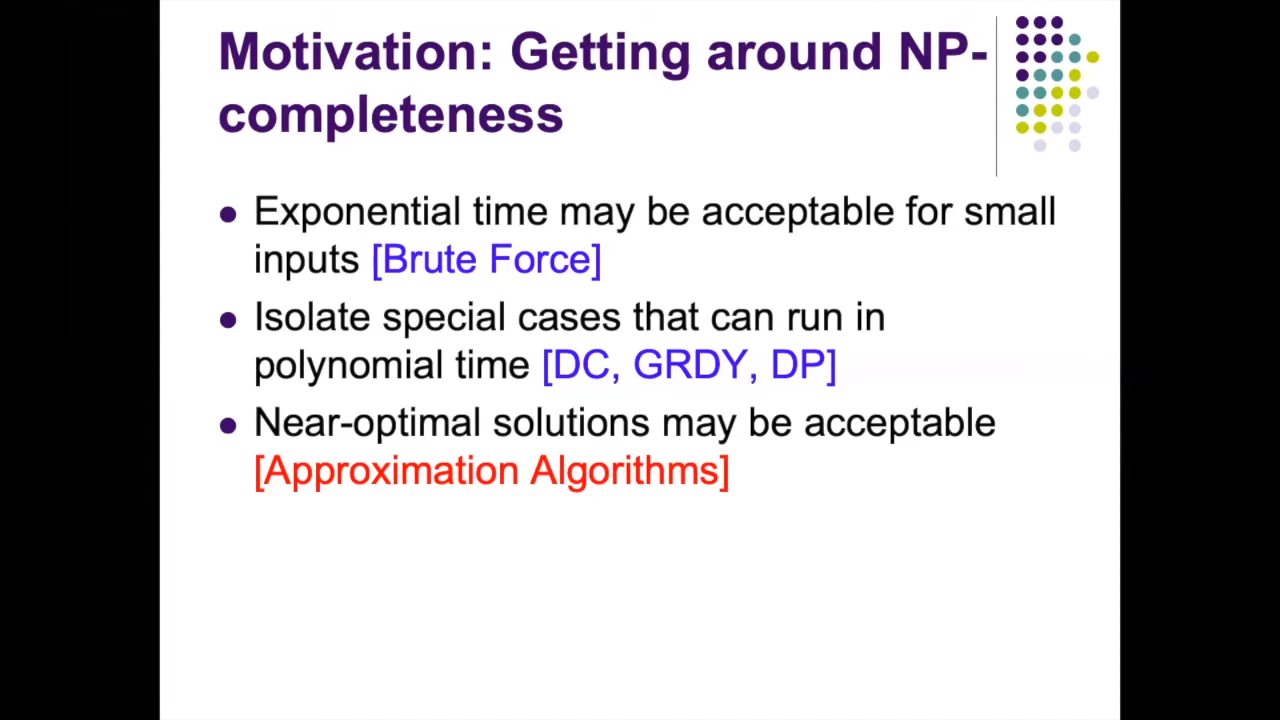 Motivation: Getting around NP-
completeness
Exponential time may be acceptable for small
inputs [Brute Force]
Isolate special cases that can run in
polynomial time [DC, GRDY, DP]
Near-optimal solutions may be acceptable
[Approximation Algorithms]